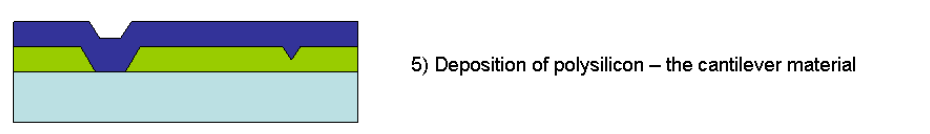 5) Deposition of polysilicon – the cantilever material